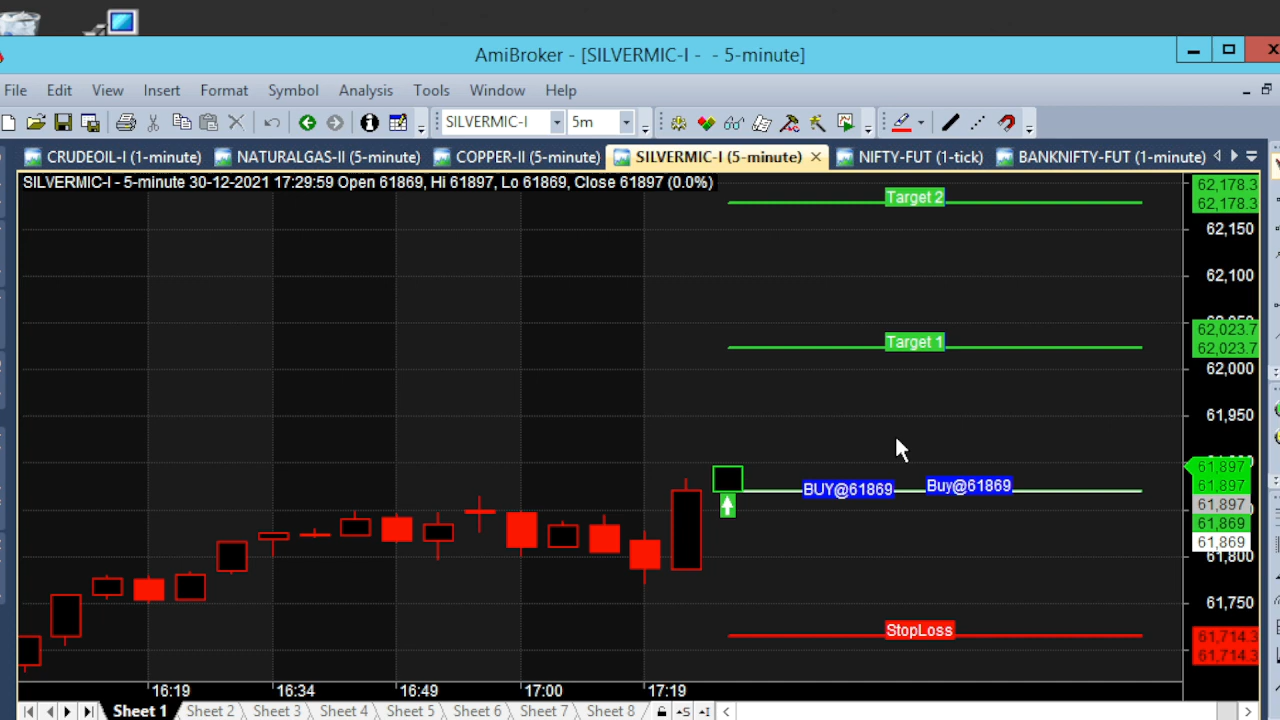 AmiBroker - [SILVERMIC-I -  - 5-minute]
File Edit View Insert Format Symbol Analysis Tools Window Help
SILVERMIC-I 5m
CRUDEOIL-I (1-minute) NATURALGAS-II (5-minute) COPPER-II (5-minute) SILVERMIC-I (5-minute) NIFTY-FUT (1-tick) BANKNIFTY-FUT (1-minute)
SILVERMIC-I - 5-minute 30-12-2021 17:29:59 Open 61869, Hi 61897, Lo 61869, Close 61897 (0.0%)
62,178.3
Target 2
62,178.3
62,150
62,100
62,023.7
Target 1
62,023.7
62,000
61,950
61,897
BUY@61869 Buy@61869
61,897
61,897
61,869
61,869
61,800
61,750
StopLoss
61,714.3
61,714.3
16:19 16:34 16:49 17:00 17:19
Sheet 1 Sheet 2 Sheet 3 Sheet 4 Sheet 5 Sheet 6 Sheet 7 Sheet 8